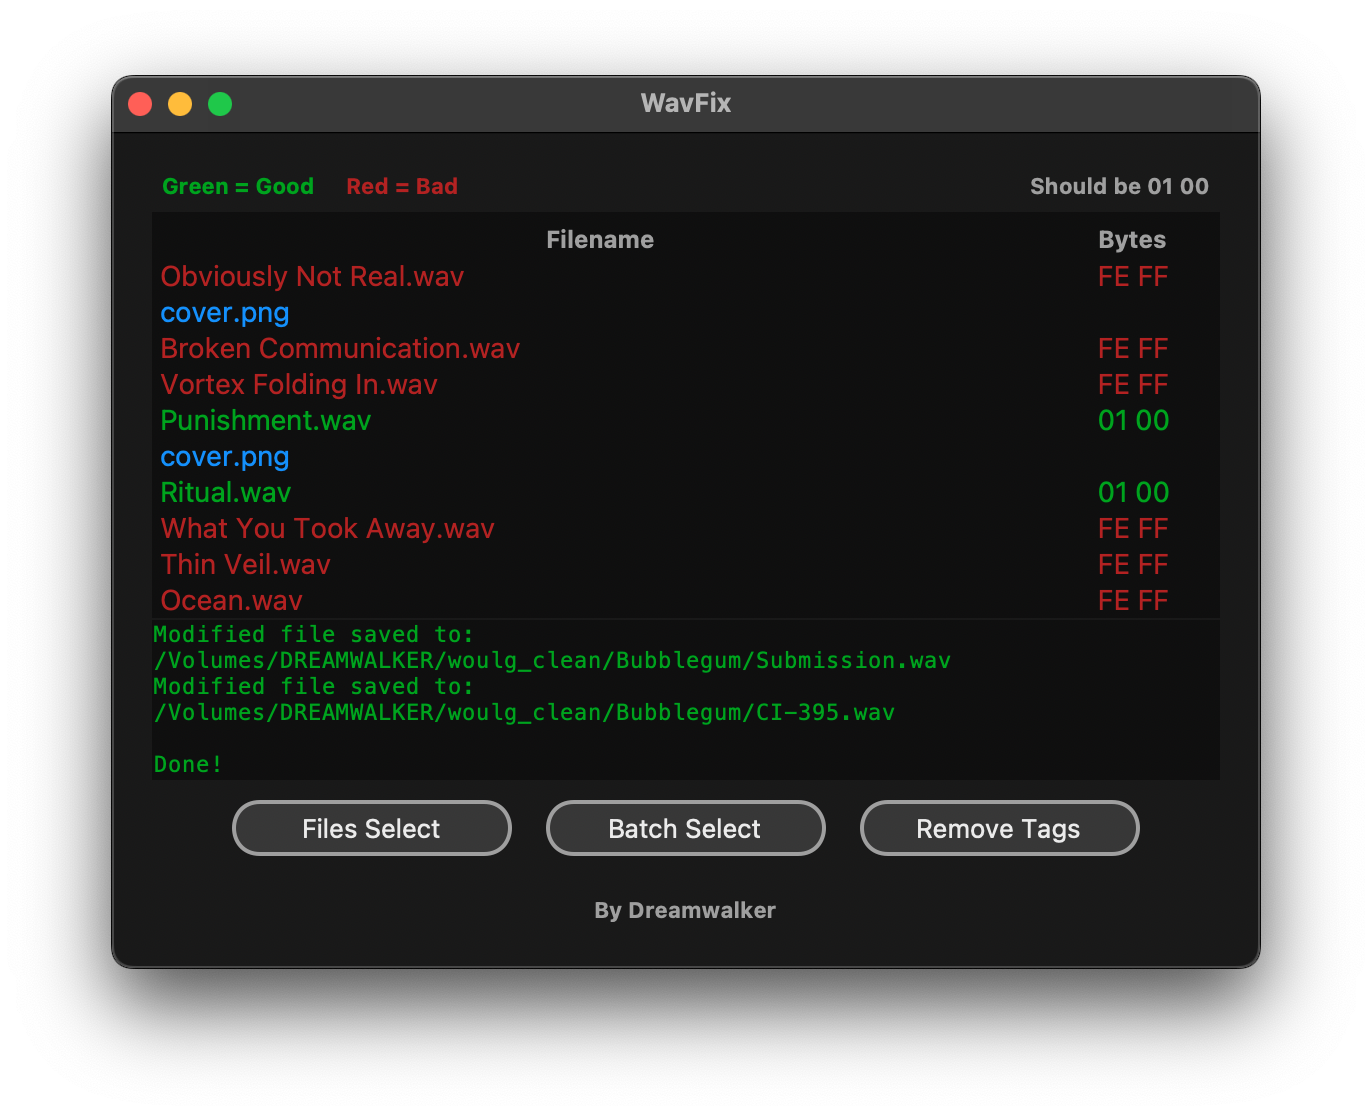 WavFix
Green = Good Red = Bad Should be 01 00
Filename Bytes
Obviously Not Real.wav FE FF
cover.png
Broken Communication.wav FE FF
Vortex Folding In.wav FE FF
Punishment.wav 01 00
cover.png
Ritual.wav 01 00
What You Took Away.wav FE FF
Thin Veil.wav FE FF
Ocean.wav FE FF
Modified file saved to:
/Volumes/DREAMWALKER/woulg_clean/Bubblegum/Submission.wav
Modified file saved to:
/Volumes/DREAMWALKER/woulg_clean/Bubblegum/CI-395.wav
Done!
Files Select Batch Select Remove Tags
By Dreamwalker